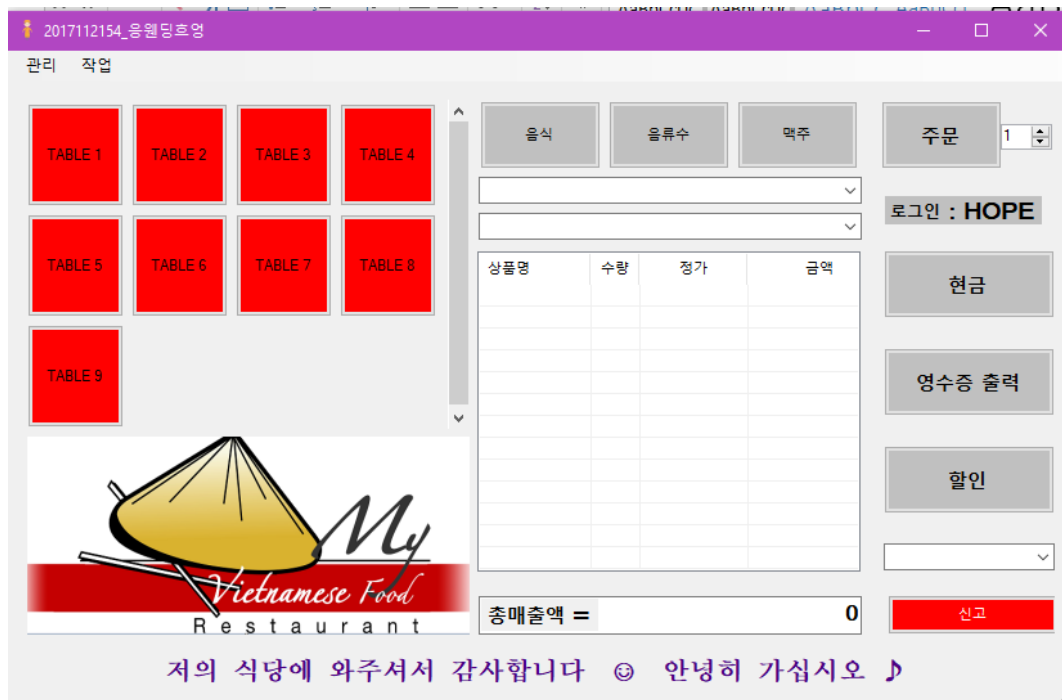 2017112154_응웬딩흐영
관리 작업
TABLE 1 TABLE 2 TABLE 3 TABLE 4
TABLE 5 TABLE 6 TABLE 7 TABLE 8
TABLE 9
My
Vietnamese Food
Restaurant
음식 음류수 맥주
상품명 수량 정가 금액
총매출액 = 0
주문 1
로그인 : HOPE
현금
영수증 출력
할인
신고
저의 식당에 와주셔서 감사합니다 ☺ 안녕히 가십시오 ♪